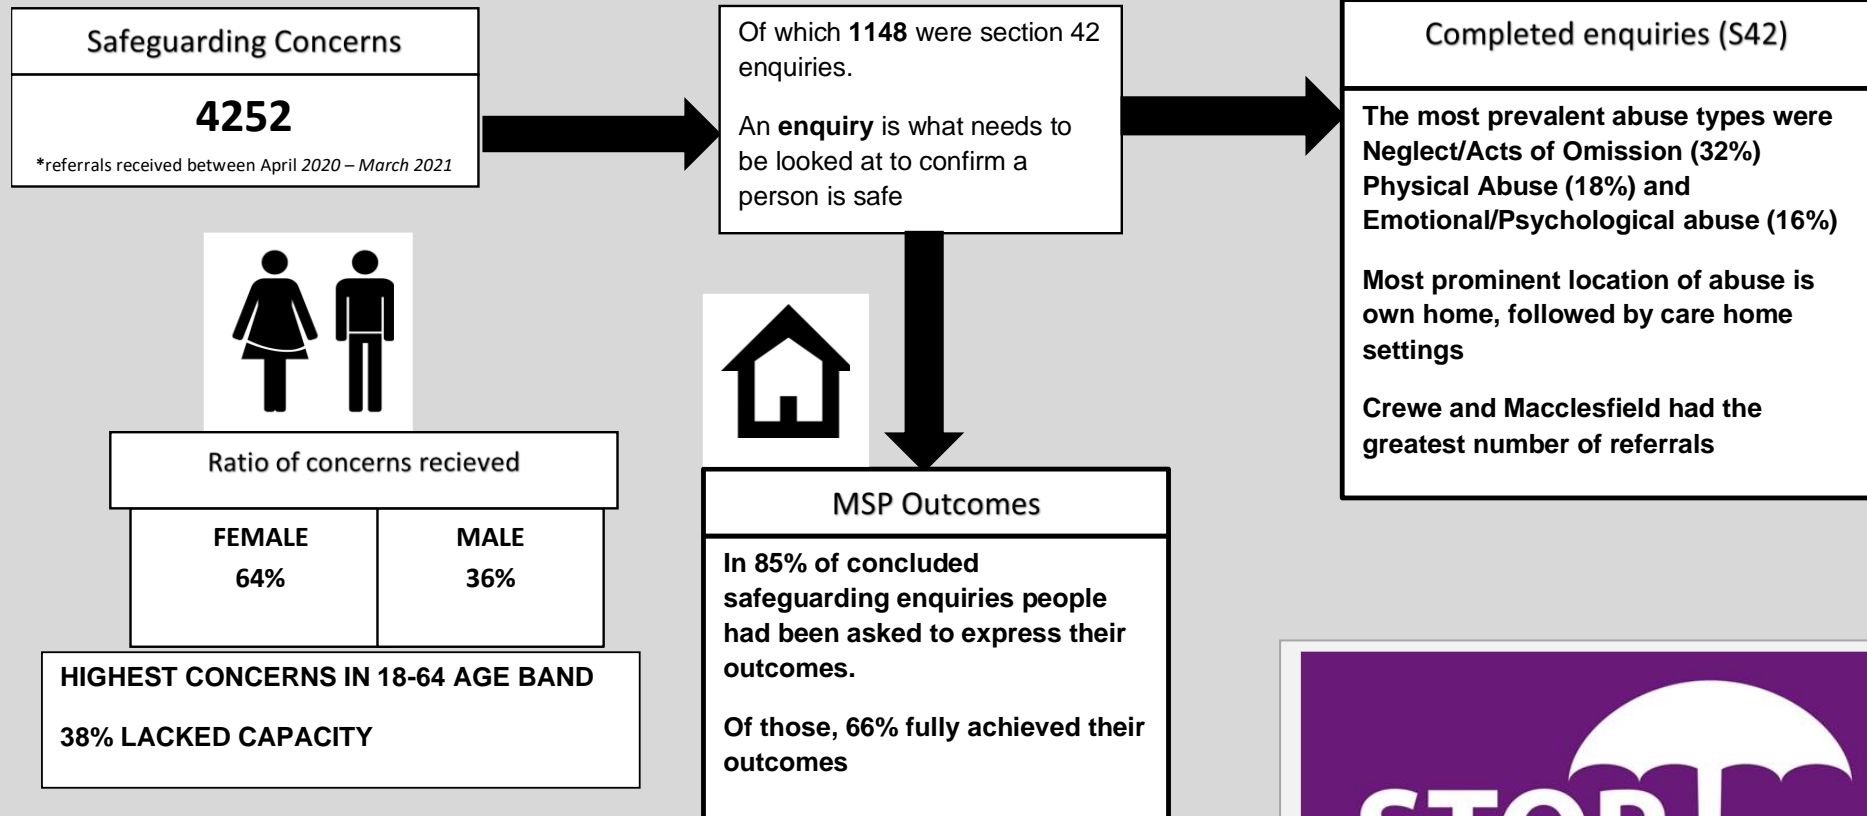 Safeguarding Concerns
4252
*referrals received between April 2020 – March 2021
Of which 1148 were section 42
enquiries.
An enquiry is what needs to
be looked at to confirm a
person is safe
Completed enquiries (S42)
The most prevalent abuse types were
Neglect/Acts of Omission (32%)
Physical Abuse (18%) and
Emotional/Psychological abuse (16%)
Most prominent location of abuse is
own home, followed by care home
settings
Crewe and Macclesfield had the
greatest number of referrals
Ratio of concerns recieved
FEMALE
64%
MALE
36%
HIGHEST CONCERNS IN 18-64 AGE BAND
38% LACKED CAPACITY
MSP Outcomes
In 85% of concluded
safeguarding enquiries people
had been asked to express their
outcomes.
Of those, 66% fully achieved their
outcomes
STOP